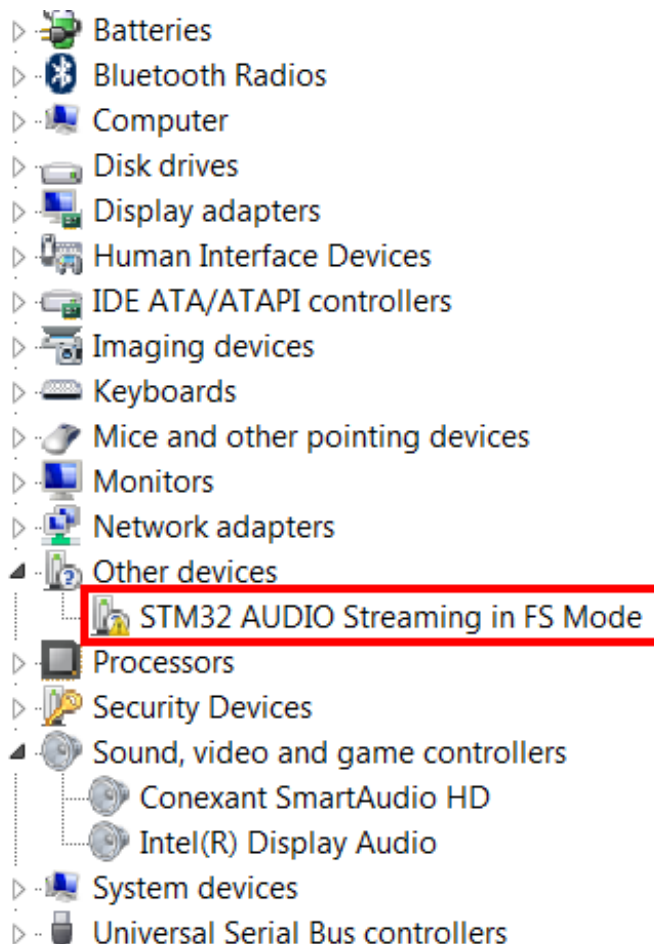 Batteries
Bluetooth Radios
Computer
Disk drives
Display adapters
Human Interface Devices
IDE ATA/ATAPI controllers
Imaging devices
Keyboards
Mice and other pointing devices
Monitors
Network adapters
Other devices
STM32 AUDIO Streaming in FS Mode
Processors
Security Devices
Sound, video and game controllers
Conexant SmartAudio HD
Intel(R) Display Audio
System devices
Universal Serial Bus controllers